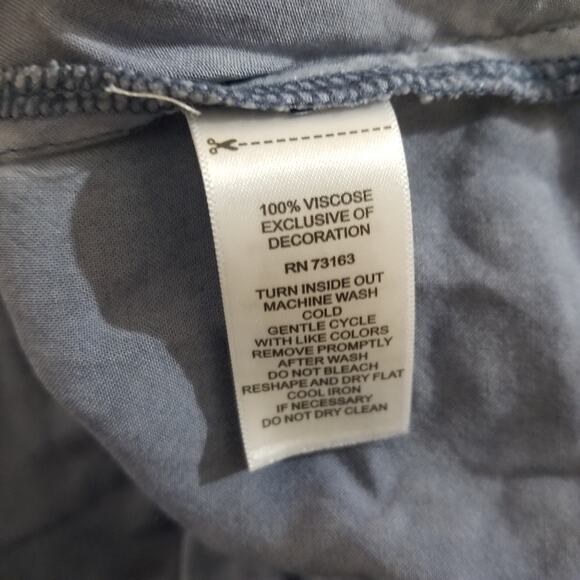 100% VISCOSE
EXCLUSIVE OF
DECORATION
RN 73163
TURN INSIDE OUT
MACHINE WASH
COLD
GENTLE CYCLE
WITH LIKE COLORS
REMOVE PROMPTLY
AFTER WASH
DO NOT BLEACH
RESHAPE AND DRY FLAT
COOL IRON
IF NECESSARY
DO NOT DRY CLEAN